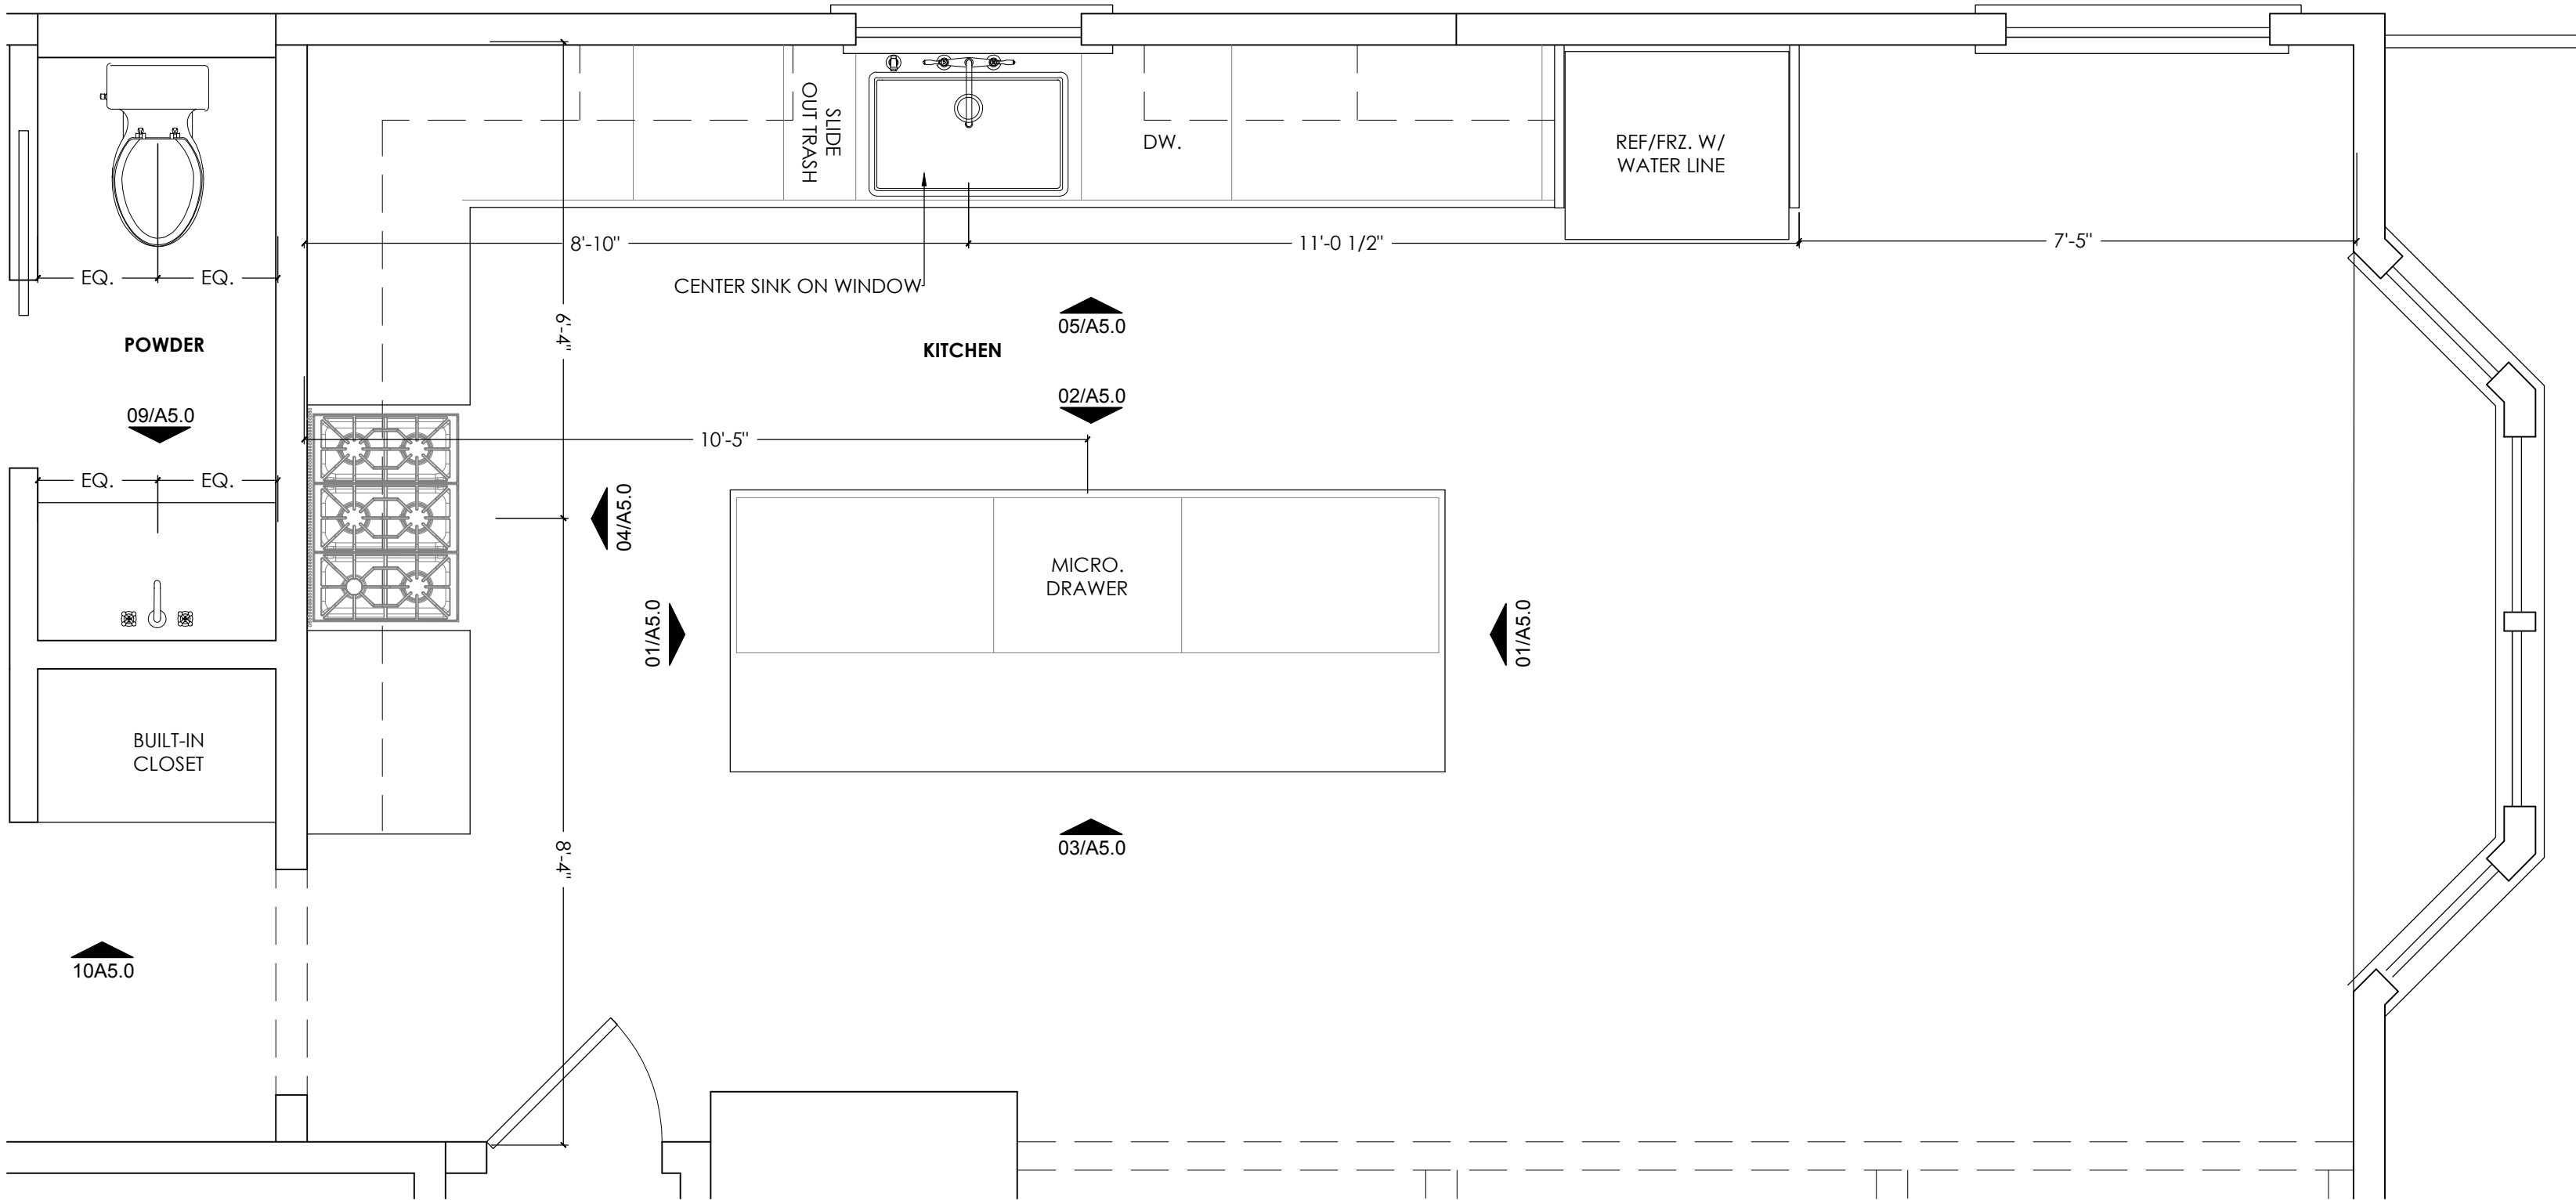 SLIDE
OUT TRASH
DW.
REF/FRZ. W/
WATER LINE
8'-10"
11'-0 1/2"
7'-5"
EQ.
EQ.
CENTER SINK ON WINDOW
6'-4"
05/A5.0
POWDER
KITCHEN
02/A5.0
09/A5.0
10'-5"
EQ.
EQ.
04/A5.0
MICRO.
DRAWER
01/A5.0
01/A5.0
BUILT-IN
CLOSET
03/A5.0
8'-4"
10A5.0